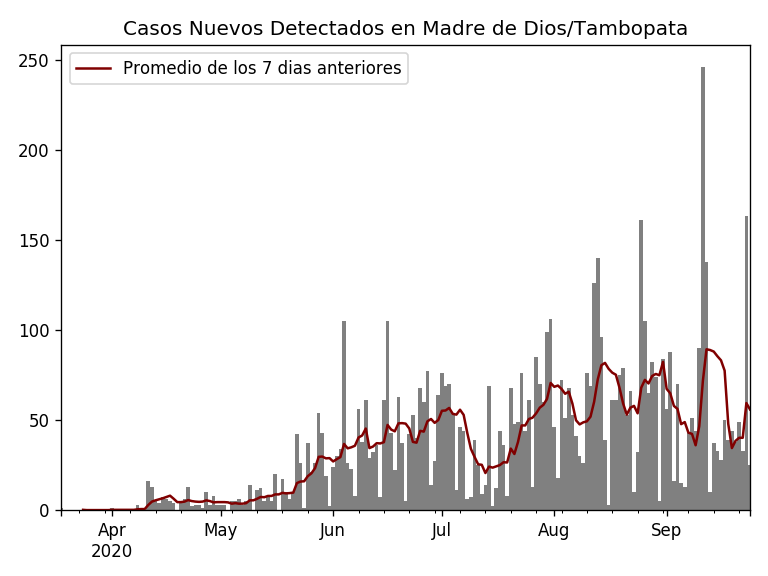 Casos Nuevos Detectados en Madre de Dios/Tambopata
Promedio de los 7 dias anteriores
250
200
150
100
50
0
Apr
2020
May
Jun
Jul
Aug
Sep